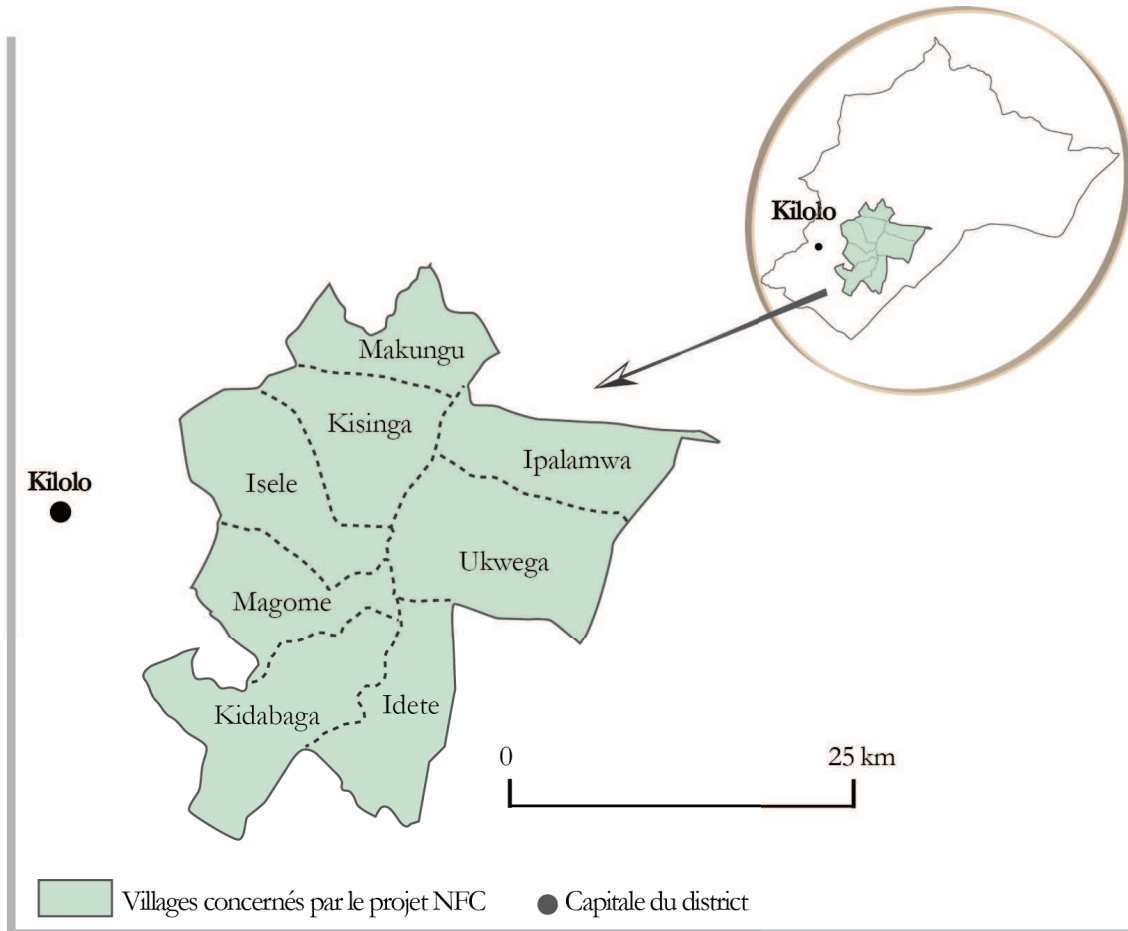 Kilolo
Makungu
Kisinga
Ipalamwa
Isele
Kilolo
Ukwega
Magome
Kidabaga
Idete
0 25 km
Villages concernés par le projet NFC
Capitale du district